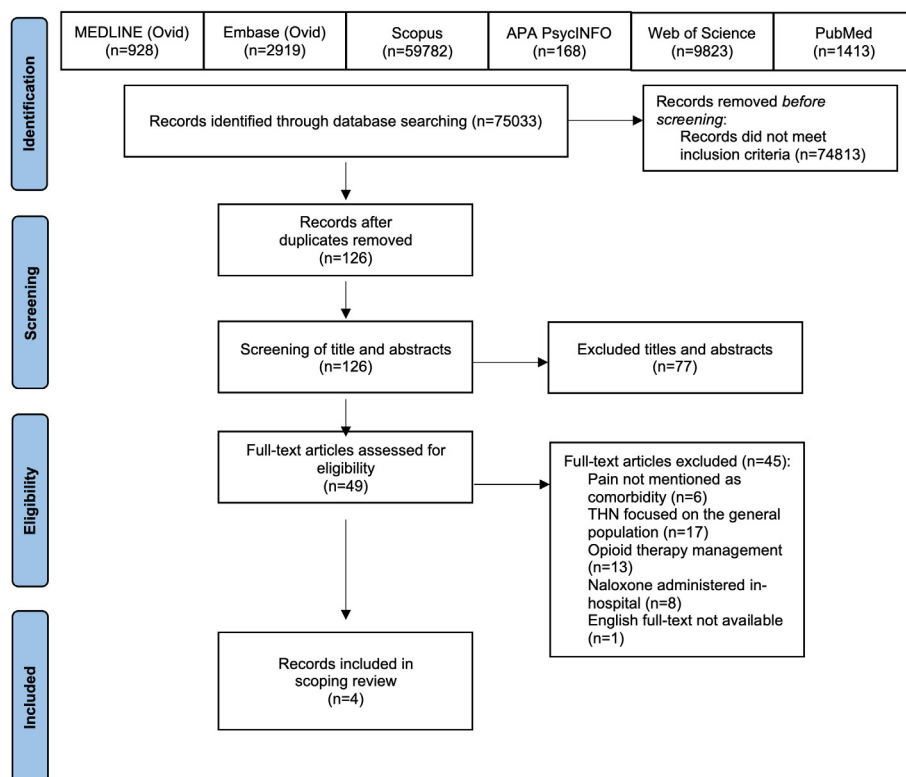 MEDLINE (Ovid)
(n=928)
Embase (Ovid)
(n=2919)
Scopus
(n=59782)
APA PsycINFO
(n=168)
Web of Science
(n=9823)
PubMed
(n=1413)
Identification
Records identified through database searching (n=75033)
Records removed before
screening:
Records did not meet
inclusion criteria (n=74813)
Screening
Records after
duplicates removed
(n=126)
Screening of title and abstracts
(n=126)
Excluded titles and abstracts
(n=77)
Eligibility
Full-text articles assessed for
eligibility
(n=49)
Full-text articles excluded (n=45):
Pain not mentioned as
comorbidity (n=6)
THN focused on the general
population (n=17)
Opioid therapy management
(n=13)
Naloxone administered in-
hospital (n=8)
English full-text not available
(n=1)
Included
Records included in
scoping review
(n=4)